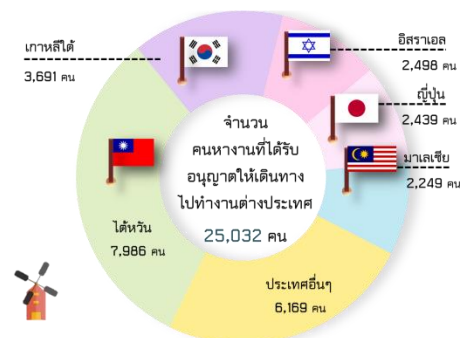 เกาหลีใต้
3,691 คน
อิสราเอล
2,498 คน
ญี่ปุ่น
2,439 คน
มาเลเซีย
2,249 คน
จำนวน
คนหางานที่ได้รับ
อนุญาตให้เดินทาง
ไปทำงานต่างประเทศ
25,032 คน
ไต้หวัน
7,986 คน
ประเทศอื่นๆ
6,169 คน